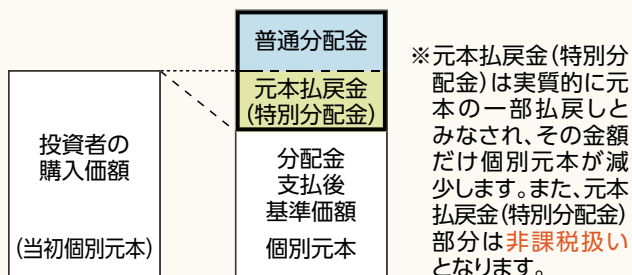 投資者の
購入価額
(当初個別元本)
普通分配金
元本払戻金
(特別分配金)
分配金
支払後
基準価額
個別元本
※元本払戻金(特別分
配金)は実質的に元
本の一部払戻しと
みなされ、その金額
だけ個別元本が減
少します。また、元本
払戻金(特別分配金)
部分は非課税扱い
となります。